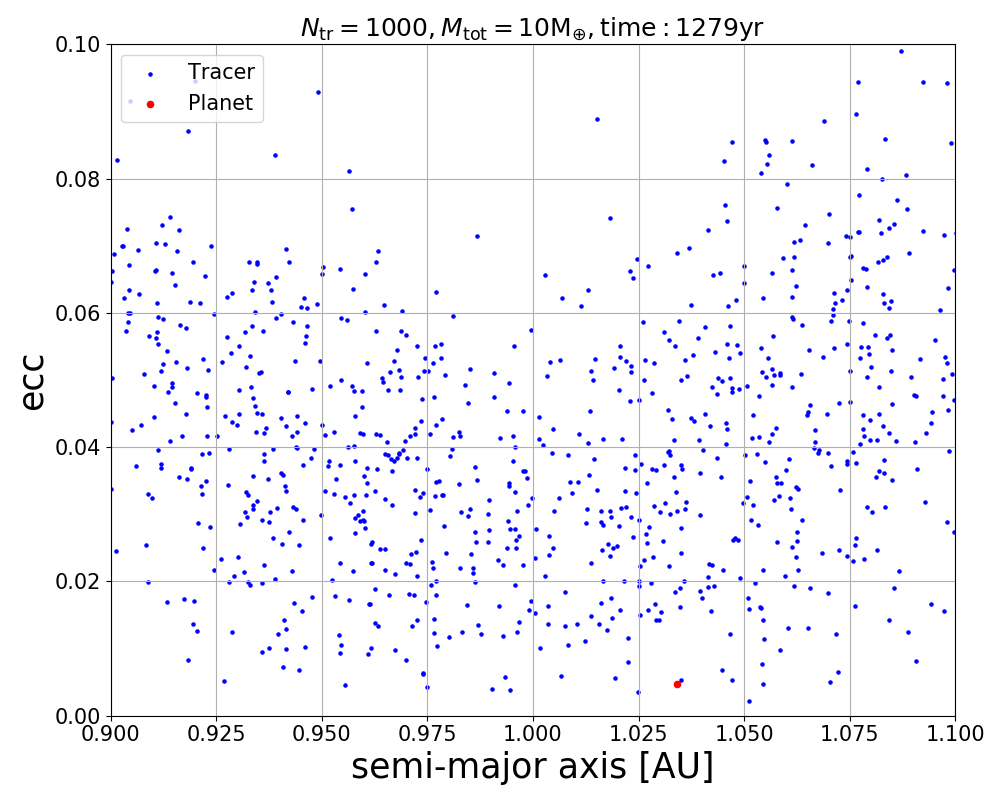 N_tr = 1000, M_tot = 10M_⊕, time : 1279yr
Tracer
Planet
ecc
0.10
0.08
0.06
0.04
0.02
0.00
0.900 0.925 0.950 0.975 1.000 1.025 1.050 1.075 1.100
semi-major axis [AU]